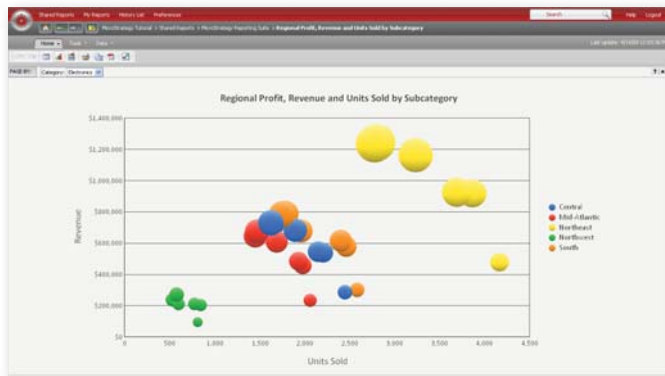 Shared Reports My Reports History List Preferences Search Help Logout
MicroStrategy Tutorial > Shared Reports > MicroStrategy Reporting Suite > Regional Profit, Revenue and Units Sold by Subcategory
Home Tools Data Last update:
PAGE BY: Category: Electronics
Regional Profit, Revenue and Units Sold by Subcategory
$1,400,000
$1,200,000
$1,000,000
$800,000
$600,000
$400,000
$200,000
$0
Revenue
0 500 1,000 1,500 2,000 2,500 3,000 3,500 4,000 4,500
Units Sold
Central
Mid-Atlantic
Northeast
Northwest
South